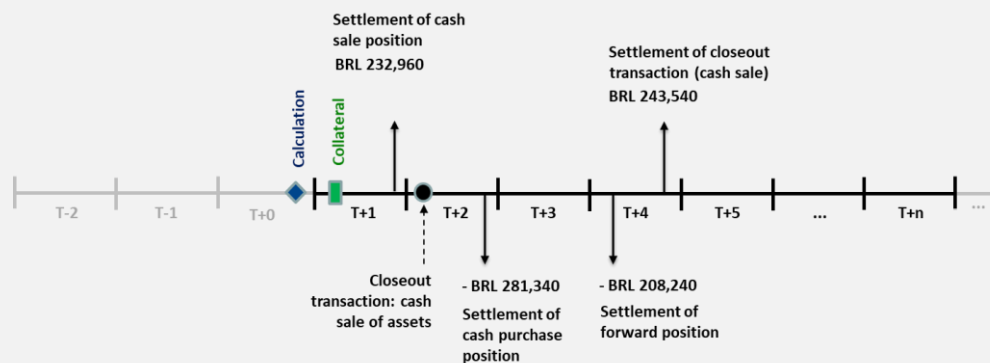 Settlement of cash
sale position
BRL 232,960
Settlement of closeout
transaction (cash sale)
BRL 243,540
Calculation
Collateral
T-2
T-1
T+0
T+1
T+2
T+3
T+4
T+5
...
T+n
...
Closeout
transaction: cash
sale of assets
- BRL 281,340
Settlement of
cash purchase
position
- BRL 208,240
Settlement of
forward position